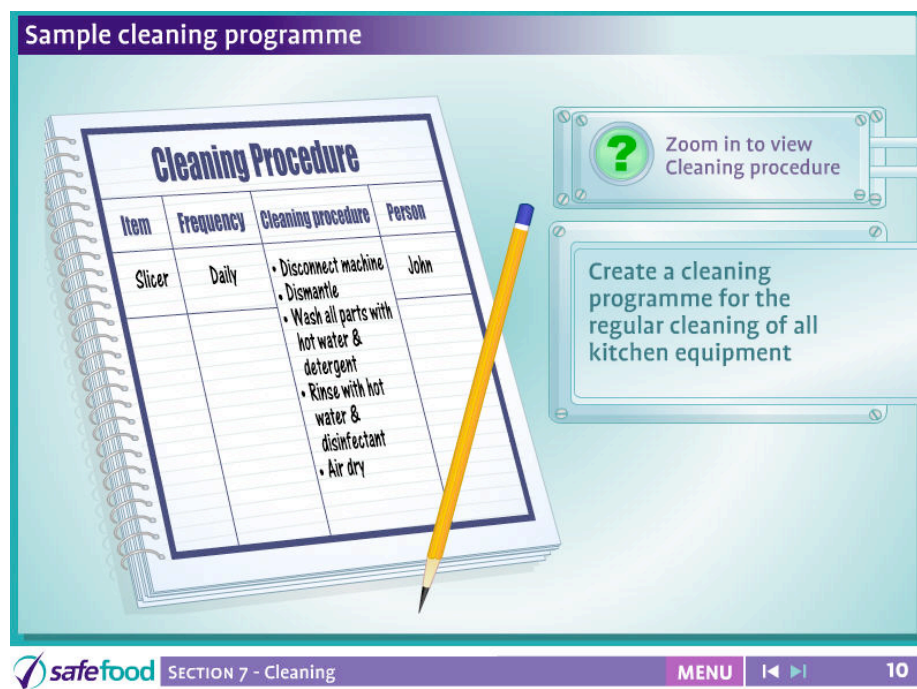 Sample cleaning programme
Cleaning Procedure
Item Frequency Cleaning procedure Person
Slicer Daily • Disconnect machine John
• Dismantle
• Wash all parts with
hot water &
detergent
• Rinse with hot
water &
disinfectant
• Air dry
?
Zoom in to view
Cleaning procedure
Create a cleaning
programme for the
regular cleaning of all
kitchen equipment
safefood SECTION 7 - Cleaning MENU 10